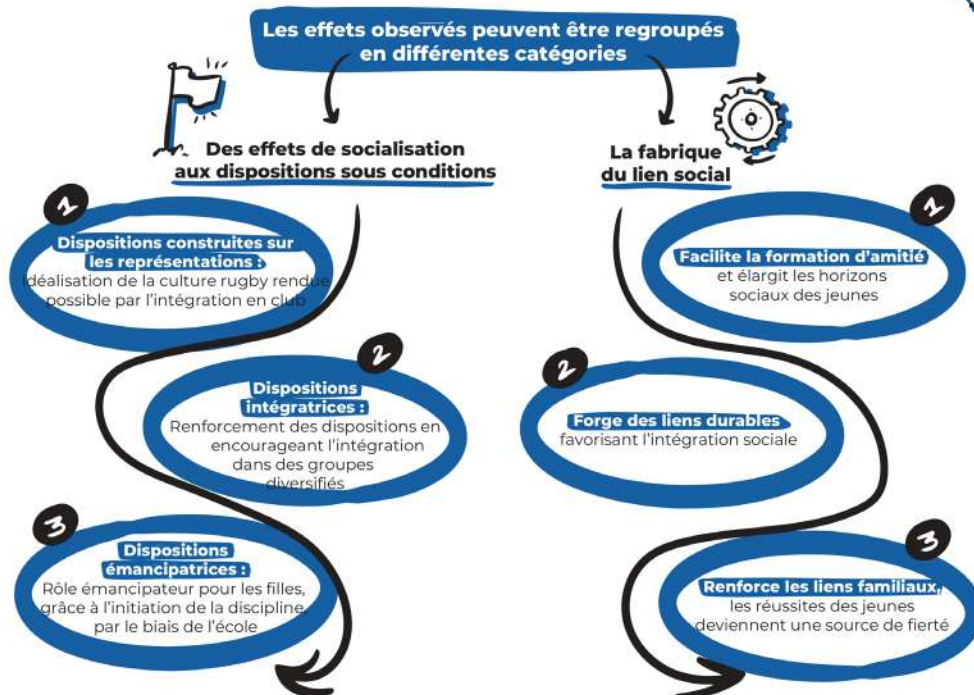 Les effets observés peuvent être regroupés
en différentes catégories
Des effets de socialisation
aux dispositions sous conditions
1
Dispositions construites sur
les représentations :
Idéalisation de la culture rugby rendue
possible par l'intégration en club
2
Dispositions
intégratrices :
Renforcement des dispositions en
encourageant l'intégration
dans des groupes
diversifiés
3
Dispositions
émancipatrices :
Rôle émancipateur pour les filles,
grâce à l'initiation de la discipline,
par le biais de l'école
La fabrique
du lien social
1
Facilite la formation d'amitié
et élargit les horizons
sociaux des jeunes
2
Forge des liens durables
favorisant l'intégration sociale
3
Renforce les liens familiaux,
les réussites des jeunes
deviennent une source de fierté